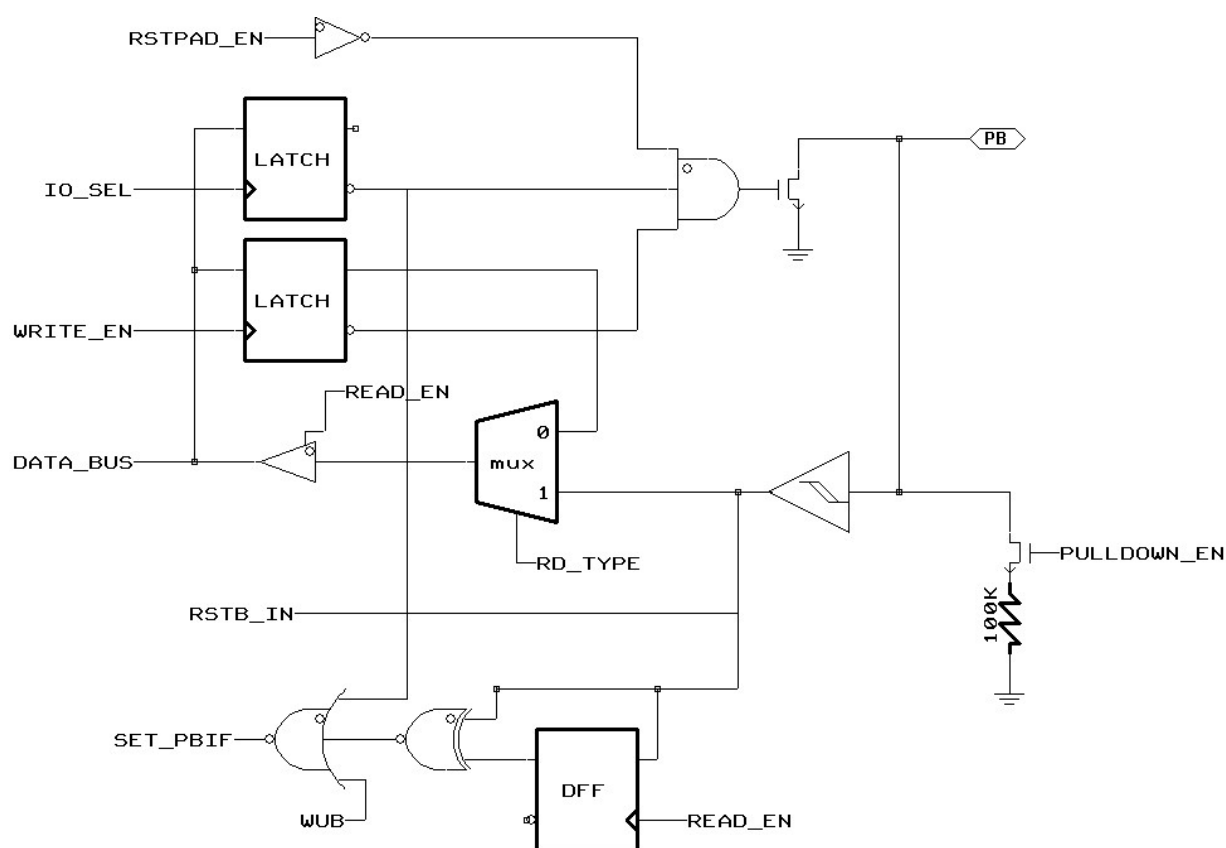 RSTPAD_EN
PB
LATCH
IO_SEL
LATCH
WRITE_EN
READ_EN
0
DATA_BUS
mux
1
PULLDOWN_EN
RD_TYPE
100K
RSTB_IN
SET_PBIF
DFF
WUB
READ_EN